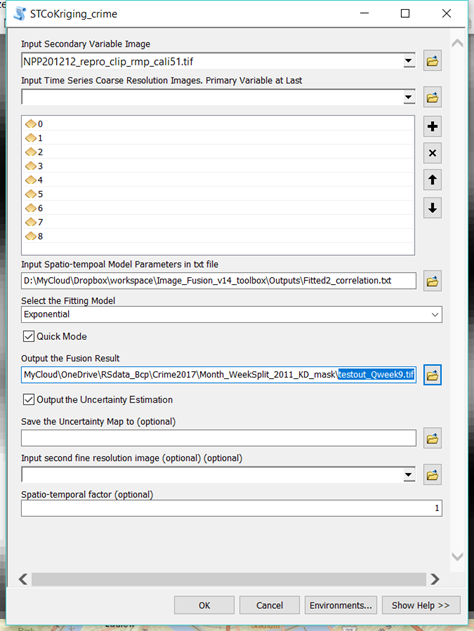 STCoKriging_crime
Input Secondary Variable Image
NPP201212_repro_clip_rmp_cali51.tif
Input Time Series Coarse Resolution Images. Primary Variable at Last
0
1
2
3
4
5
6
7
8
Input Spatio-tempoal Model Parameters in txt file
D:\MyCloud\Dropbox\workspace\Image_Fusion_v14_toolbox\Outputs\Fitted2_correlation.txt
Select the Fitting Model
Exponential
Quick Mode
Output the Fusion Result
MyCloud\OneDrive\RSdata_Bcp\Crime2017\Month_WeekSplit_2011_KD_mask\testout_Qweek9.tif
Output the Uncertainty Estimation
Save the Uncertainty Map to (optional)
Input second fine resolution image (optional) (optional)
Spatio-temporal factor (optional)
1
OK Cancel Environments... Show Help >>